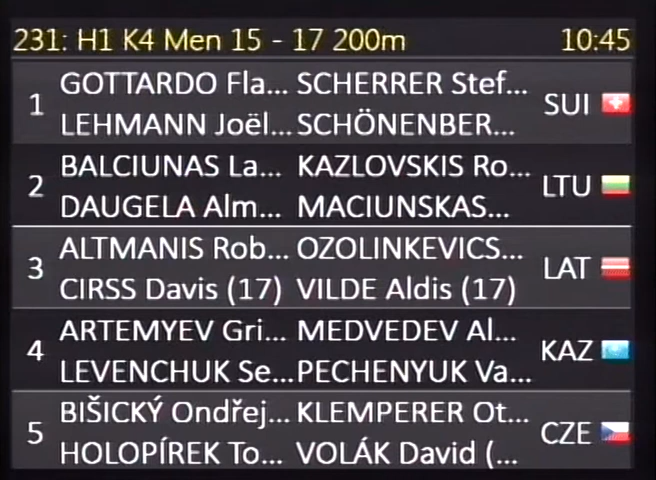 231: H1 K4 Men 15 - 17 200m 10:45
1 GOTTARDO Fla... SCHERRER Stef... SUI
LEHMANN Joël... SCHÖNENBER...
2 BALCIUNAS La... KAZLOVSKIS Ro... LTU
DAUGELA Alm... MACIUNSKAS...
3 ALTMANIS Rob... OZOLINKEVICS... LAT
CIRSS Davis (17) VILDE Aldis (17)
4 ARTEMYEV Gri... MEDVEDEV Al... KAZ
LEVENCHUK Se... PECHENYUK Va...
5 BIŠICKÝ Ondřej... KLEMPERER Ot... CZE
HOLOPÍREK To... VOLÁK David (...